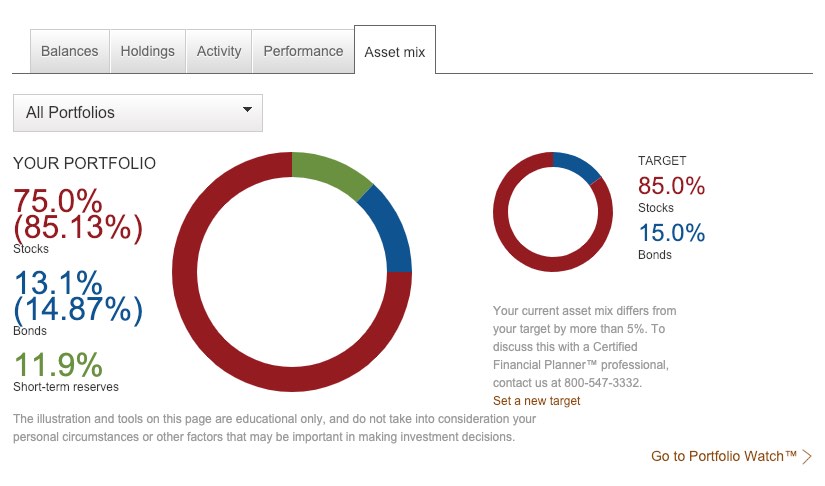 Balances
Holdings
Activity
Performance
Asset mix
All Portfolios
YOUR PORTFOLIO
75.0%
(85.13%)
Stocks
13.1%
(14.87%)
Bonds
11.9%
Short-term reserves
TARGET
85.0%
Stocks
15.0%
Bonds
Your current asset mix differs from
your target by more than 5%. To
discuss this with a Certified
Financial Planner™ professional,
contact us at 800-547-3332.
Set a new target
The illustration and tools on this page are educational only, and do not take into consideration your
personal circumstances or other factors that may be important in making investment decisions.
Go to Portfolio Watch™